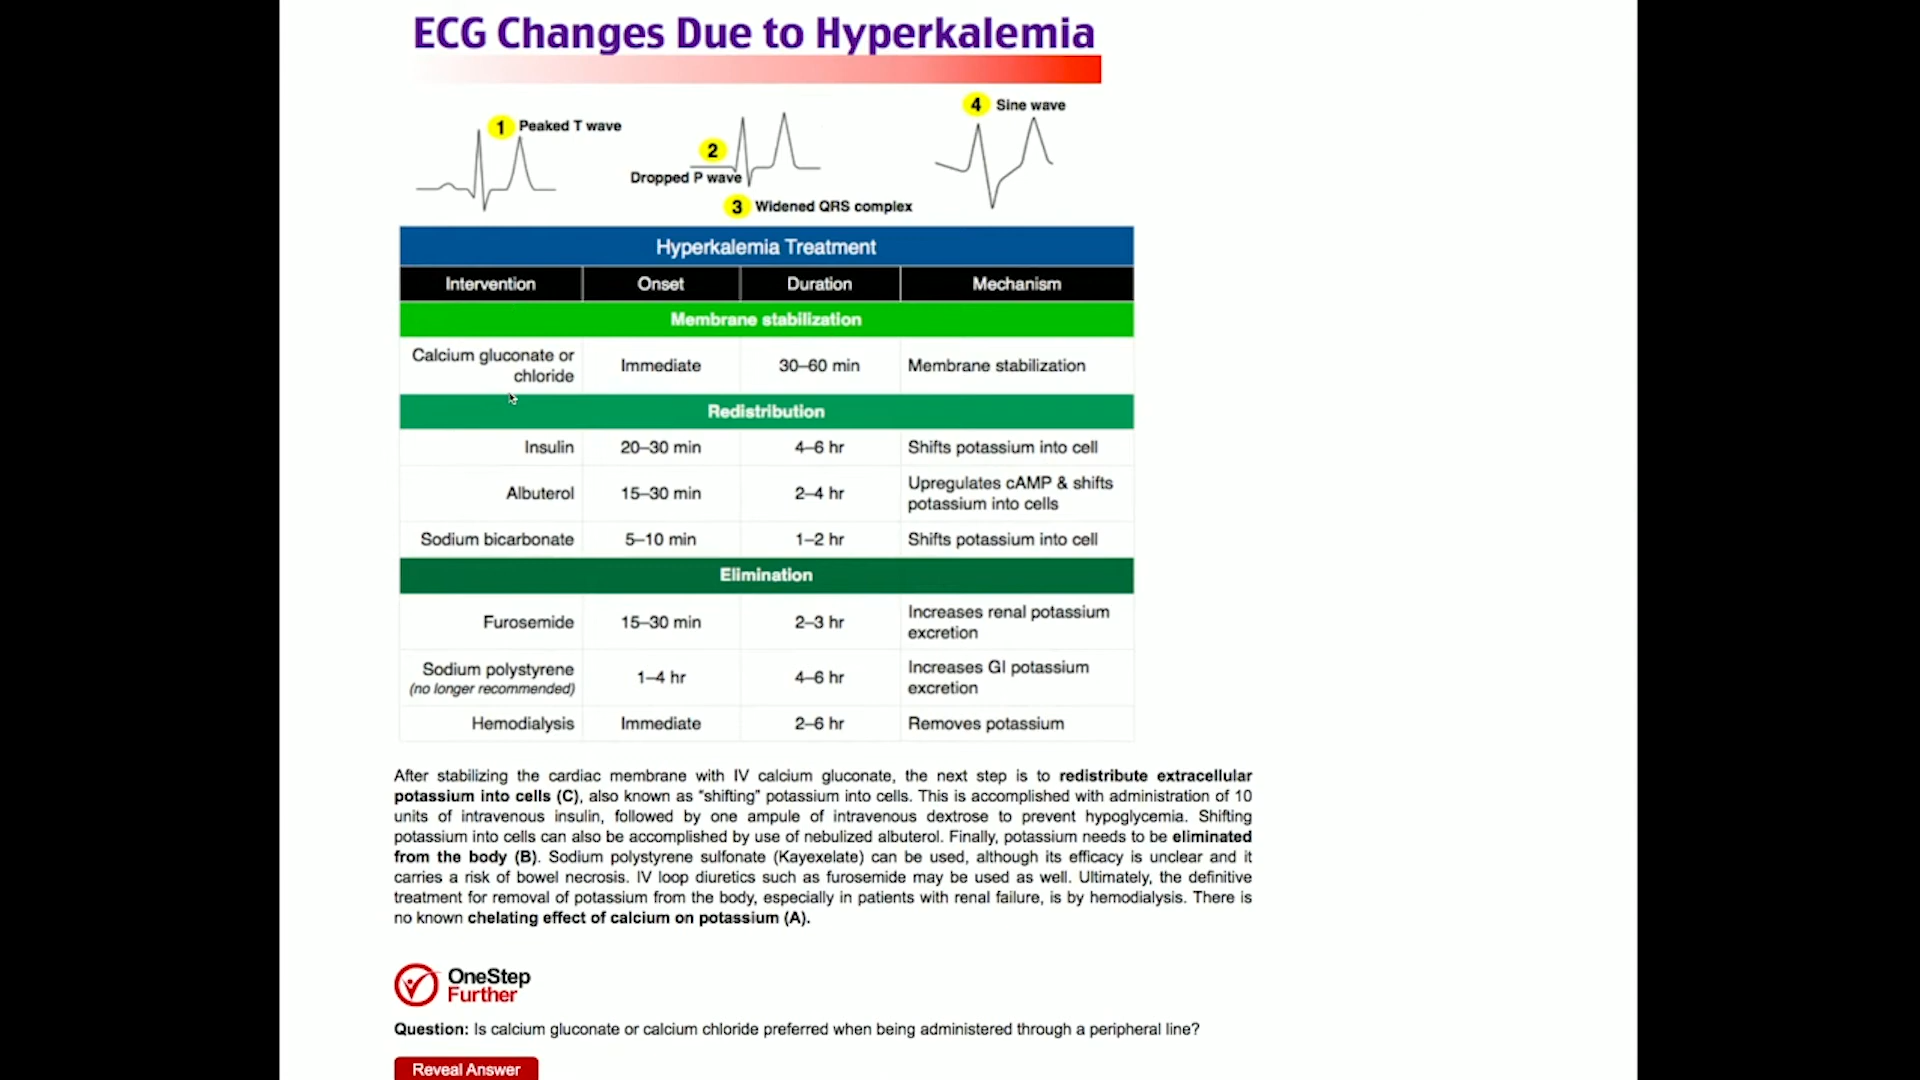 ECG Changes Due to Hyperkalemia
1 Peaked T wave
2
Dropped P wave
3 Widened QRS complex
4 Sine wave
Hyperkalemia Treatment
Intervention Onset Duration Mechanism
Membrane stabilization
Calcium gluconate or
chloride Immediate 30–60 min Membrane stabilization
Redistribution
Insulin 20–30 min 4–6 hr Shifts potassium into cell
Albuterol 15–30 min 2–4 hr Upregulates cAMP & shifts
potassium into cells
Sodium bicarbonate 5–10 min 1–2 hr Shifts potassium into cell
Elimination
Furosemide 15–30 min 2–3 hr Increases renal potassium
excretion
Sodium polystyrene
(no longer recommended) 1–4 hr 4–6 hr Increases GI potassium
excretion
Hemodialysis Immediate 2–6 hr Removes potassium
After stabilizing the cardiac membrane with IV calcium gluconate, the next step is to redistribute extracellular
potassium into cells (C), also known as “shifting” potassium into cells. This is accomplished with administration of 10
units of intravenous insulin, followed by one ampule of intravenous dextrose to prevent hypoglycemia. Shifting
potassium into cells can also be accomplished by use of nebulized albuterol. Finally, potassium needs to be eliminated
from the body (B). Sodium polystyrene sulfonate (Kayexelate) can be used, although its efficacy is unclear and it
carries a risk of bowel necrosis. IV loop diuretics such as furosemide may be used as well. Ultimately, the definitive
treatment for removal of potassium from the body, especially in patients with renal failure, is by hemodialysis. There is
no known chelating effect of calcium on potassium (A).
OneStep
Further
Question: Is calcium gluconate or calcium chloride preferred when being administered through a peripheral line?
Reveal Answer